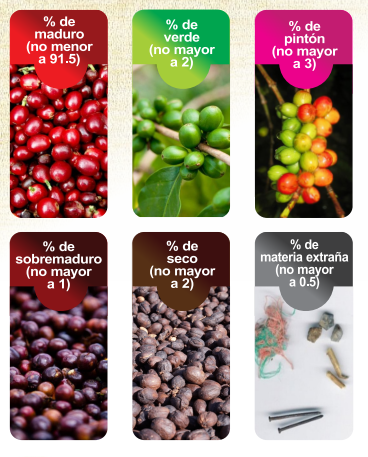 % de
maduro
(no menor
a 91.5)
% de
verde
(no mayor
a 2)
% de
pintón
(no mayor
a 3)
% de
sobremaduro
(no mayor
a 1)
% de
seco
(no mayor
a 2)
% de
materia extraña
(no mayor
a 0.5)